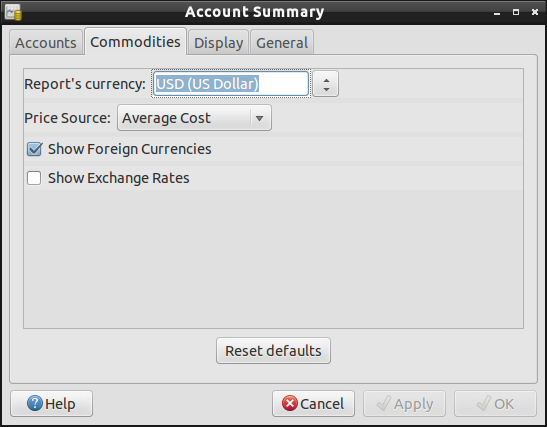 Account Summary
Accounts Commodities Display General
Report's currency: USD (US Dollar)
Price Source: Average Cost
Show Foreign Currencies
Show Exchange Rates
Reset defaults
Help Cancel Apply OK